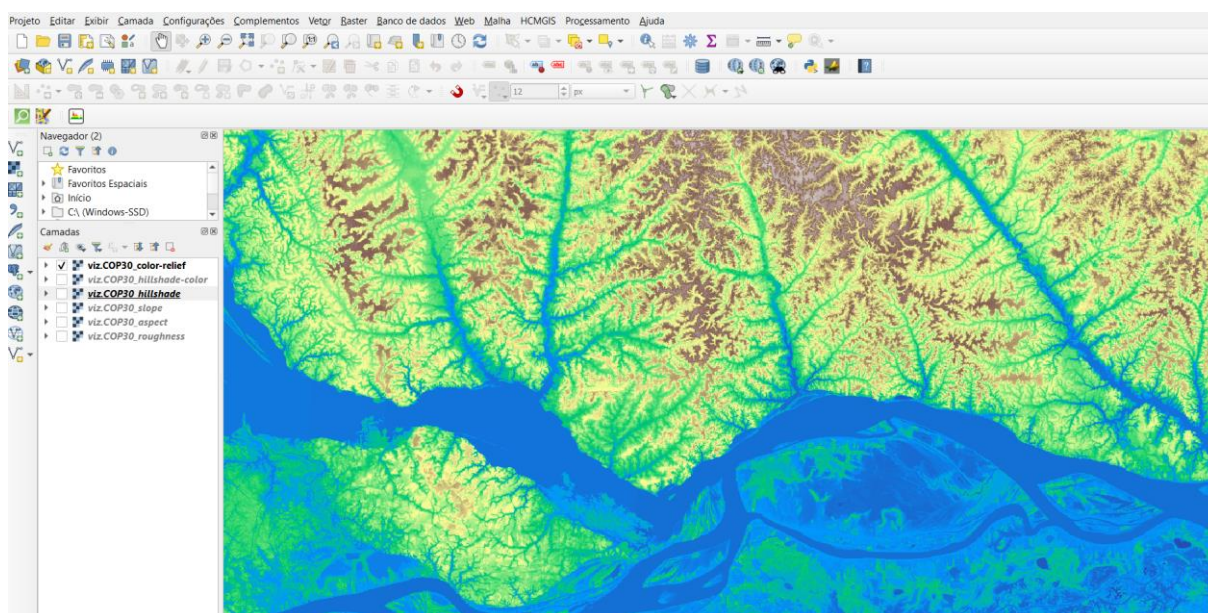 Projeto Editar Exibir Camada Configurações Complementos Vetor Raster Banco de dados Web Malha HCMGIS Processamento Ajuda
12 px
Navegador (2)
Favoritos
Favoritos Espaciais
Início
C:\ (Windows-SSD)
Camadas
viz.COP30_color-relief
viz.COP30_hillshade-color
viz.COP30_hillshade
viz.COP30_slope
viz.COP30_aspect
viz.COP30_roughness